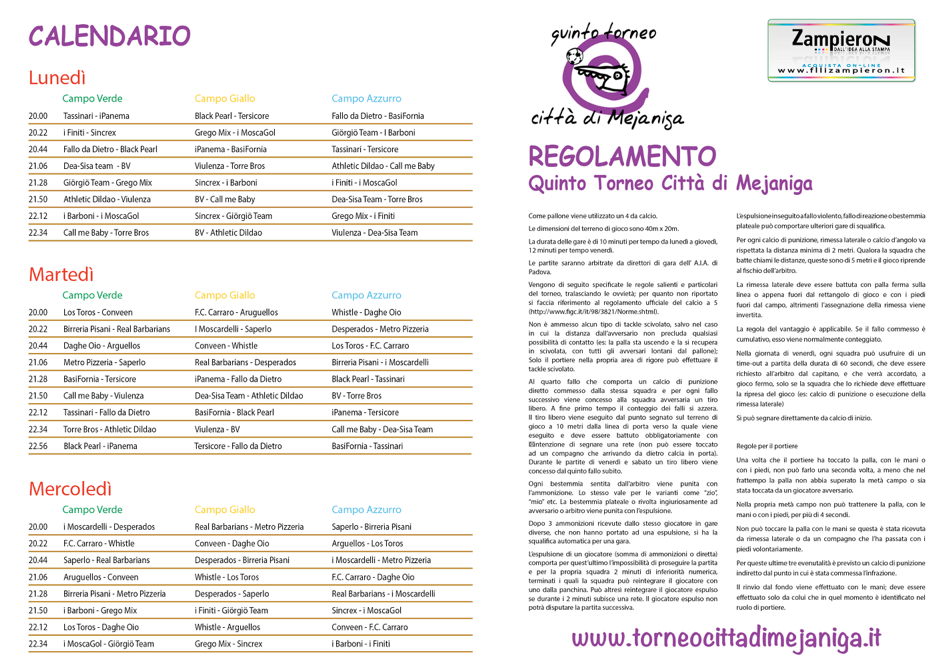 CALENDARIO
Lunedì
Campo Verde Campo Giallo Campo Azzurro
20.00 Tassinari - iPanema Black Pearl - Tersicore Fallo da Dietro - BasiFornia
20.22 i Finiti - Sincrex Grego Mix - i MoscaGol Giörgiö Team - I Barboni
20.44 Fallo da Dietro - Black Pearl iPanema - BasiFornia Tassinari - Tersicore
21.06 Dea-Sisa team - BV Viulenza - Torre Bros Athletic Dildao - Call me Baby
21.28 Giörgiö Team - Grego Mix Sincrex - i Barboni i Finiti - i MoscaGol
21.50 Athletic Dildao - Viulenza BV - Call me Baby Dea-Sisa Team - Torre Bros
22.12 i Barboni - i MoscaGol Sincrex - Giörgiö Team Grego Mix - i Finiti
22.34 Call me Baby - Torre Bros BV - Athletic Dildao Viulenza - Dea-Sisa Team
Martedì
Campo Verde Campo Giallo Campo Azzurro
20.00 Los Toros - Conveen F.C. Carraro - Aruguellos Whistle - Daghe Oio
20.22 Birreria Pisani - Real Barbarians I Moscardelli - Saperlo Desperados - Metro Pizzeria
20.44 Daghe Oio - Arguellos Conveen - Whistle Los Toros - F.C. Carraro
21.06 Metro Pizzeria - Saperlo Real Barbarians - Desperados Birreria Pisani - i Moscardelli
21.28 BasiFornia - Tersicore iPanema - Fallo da Dietro Black Pearl - Tassinari
21.50 Call me Baby - Viulenza Dea-Sisa Team - Athletic Dildao BV - Torre Bros
22.12 Tassinari - Fallo da Dietro BasiFornia - Black Pearl iPanema - Tersicore
22.34 Torre Bros - Athletic Dildao Viulenza - BV Call me Baby - Dea-Sisa Team
22.56 Black Pearl - iPanema Tersicore - Fallo da Dietro BasiFornia - Tassinari
Mercoledì
Campo Verde Campo Giallo Campo Azzurro
20.00 i Moscardelli - Desperados Real Barbarians - Metro Pizzeria Saperlo - Birreria Pisani
20.22 F.C. Carraro - Whistle Conveen - Daghe Oio Arguellos - Los Toros
20.44 Saperlo - Real Barbarians Desperados - Birreria Pisani i Moscardelli - Metro Pizzeria
21.06 Aruguellos - Conveen Whistle - Los Toros F.C. Carraro - Daghe Oio
21.28 Birreria Pisani - Metro Pizzeria Desperados - Saperlo Real Barbarians - i Moscardelli
21.50 i Barboni - Grego Mix i Finiti - Giörgiö Team Sincrex - i MoscaGol
22.12 Los Toros - Daghe Oio Whistle - Arguellos Conveen - F.C. Carraro
22.34 i MoscaGol - Giörgiö Team Grego Mix - Sincrex i Barboni - i Finiti
quinto torneo
città di Mejaniga
Zampieron
DALL'IDEA ALLA STAMPA
ACQUISTA ON-LINE
www.fllizampieron.it
REGOLAMENTO
Quinto Torneo Città di Mejaniga
Come pallone viene utilizzato un 4 da calcio.
Le dimensioni del terreno di gioco sono 40m x 20m.
La durata delle gare è di 10 minuti per tempo da lunedì a giovedì,
12 minuti per tempo venerdì.
Le partite saranno arbitrate da direttori di gara dell' A.I.A. di
Padova.
Vengono di seguito specificate le regole salienti e particolari
del torneo, tralasciando le ovvietà; per quanto non riportato
si faccia riferimento al regolamento ufficiale del calcio a 5
(http://www.figc.it/it/98/3821/Norme.shtml).
Non è ammesso alcun tipo di tackle scivolato, salvo nel caso
in cui la distanza dall'avversario non precluda qualsiasi
possibilità di contatto (es: la palla sta uscendo e la si recupera
in scivolata, con tutti gli avversari lontani dal pallone);
Solo il portiere nella propria area di rigore può effettuare il
tackle scivolato.
Al quarto fallo che comporta un calcio di punizione
diretto commesso dalla stessa squadra e per ogni fallo
successivo viene concesso alla squadra avversaria un tiro
libero. A fine primo tempo il conteggio dei falli si azzera.
Il tiro libero viene eseguito dal punto segnato sul terreno di
gioco a 10 metri dalla linea di porta verso la quale viene
eseguito e deve essere battuto obbligatoriamente con
lIintenzione di segnare una rete (non può essere toccato
ad un compagno che arrivando da dietro calcia in porta).
Durante le partite di venerdì e sabato un tiro libero viene
concesso dal quinto fallo subito.
Ogni bestemmia sentita dall'arbitro viene punita con
l'ammonizione. Lo stesso vale per le varianti come "zio",
"mio" etc. La bestemmia plateale o rivolta ingiuriosamente ad
avversario o arbitro viene punita con l'espulsione.
Dopo 3 ammonizioni ricevute dallo stesso giocatore in gare
diverse, che non hanno portato ad una espulsione, si ha la
squalifica automatica per una gara.
L'espulsione di un giocatore (somma di ammonizioni o diretta)
comporta per quest'ultimo l'impossibilità di proseguire la partita
e per la propria squadra 2 minuti di inferiorità numerica,
terminati i quali la squadra può reintegrare il giocatore con
uno dalla panchina. Può altresì reintegrare il giocatore espulso
se durante i 2 minuti subisce una rete. Il giocatore espulso non
potrà disputare la partita successiva.
L'espulsione in seguito a fallo violento, fallo di reazione o bestemmia
plateale può comportare ulteriori gare di squalifica.
Per ogni calcio di punizione, rimessa laterale o calcio d'angolo va
rispettata la distanza minima di 2 metri. Qualora la squadra che
batte chiami le distanze, queste sono di 5 metri e il gioco riprende
al fischio dell'arbitro.
La rimessa laterale deve essere battuta con palla ferma sulla
linea o appena fuori dal rettangolo di gioco e con i piedi
fuori dal campo, altrimenti l'assegnazione della rimessa viene
invertita.
La regola del vantaggio è applicabile. Se il fallo commesso è
cumulativo, esso viene normalmente conteggiato.
Nella giornata di venerdì, ogni squadra può usufruire di un
time-out a partita della durata di 60 secondi, che deve essere
richiesto all'arbitro dal capitano, e che verrà accordato, a
gioco fermo, solo se la squadra che lo richiede deve effettuare
la ripresa del gioco (es: calcio di punizione o esecuzione della
rimessa laterale)
Si può segnare direttamente da calcio di inizio.
Regole per il portiere
Una volta che il portiere ha toccato la palla, con le mani o
con i piedi, non può farlo una seconda volta, a meno che nel
frattempo la palla non abbia superato la metà campo o sia
stata toccata da un giocatore avversario.
Nella propria metà campo non può trattenere la palla, con le
mani o con i piedi, per più di 4 secondi.
Non può toccare la palla con le mani se questa è stata ricevuta
da rimessa laterale o da un compagno che l'ha passata con i
piedi volontariamente.
Per queste ultime tre evenutalità è previsto un calcio di punizione
indiretto dal punto in cui è stata commessa l'infrazione.
Il rinvio dal fondo viene effettuato con le mani; deve essere
effettuato solo da colui che in quel momento è identificato nel
ruolo di portiere.
www.torneocittadimejaniga.it